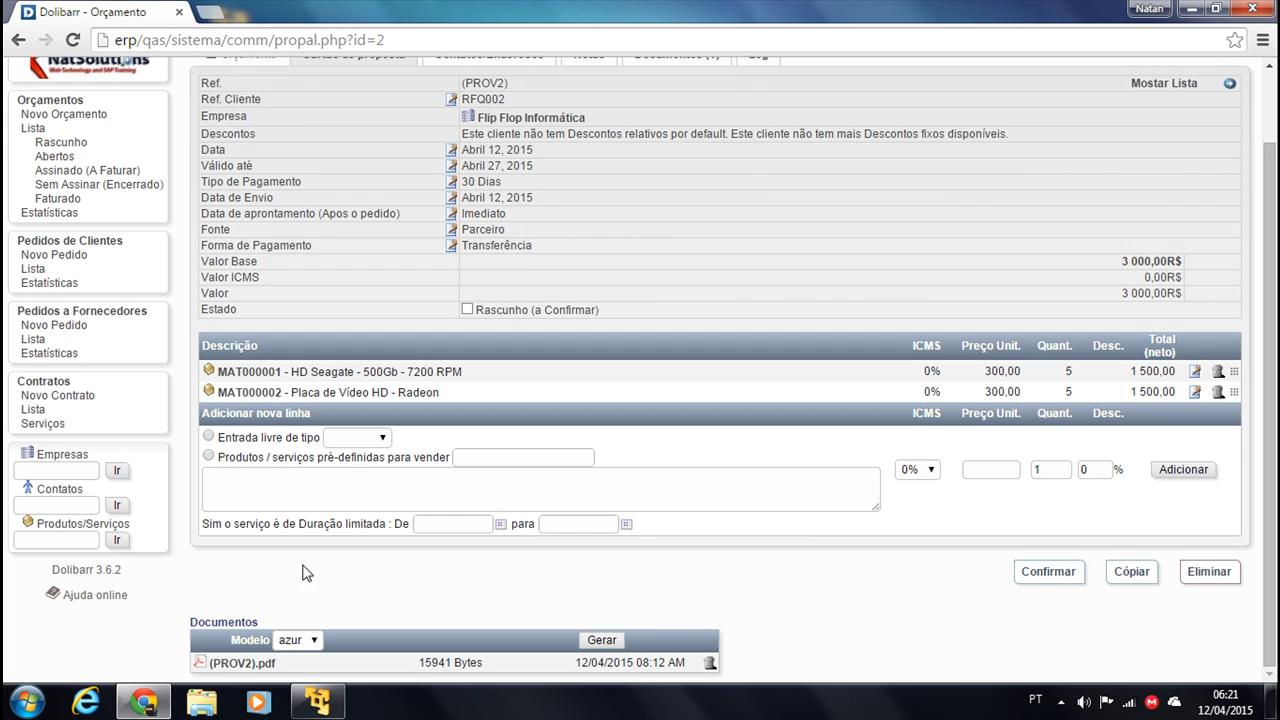 Dolibarr - Orçamento
Natan
erp/qas/sistema/comm/propal.php?id=2
NatSolutions
Web Technology and SAP Training
Orçamentos
Novo Orçamento
Lista
Rascunho
Abertos
Assinado (A Faturar)
Sem Assinar (Encerrado)
Faturado
Estatísticas
Pedidos de Clientes
Novo Pedido
Lista
Estatísticas
Pedidos a Fornecedores
Novo Pedido
Lista
Estatísticas
Contratos
Novo Contrato
Lista
Serviços
Empresas
Ir
Contatos
Ir
Produtos/Serviços
Ir
Dolibarr 3.6.2
Ajuda online
Ref. (PROV2) Mostar Lista
Ref. Cliente RFQ002
Empresa Flip Flop Informática
Descontos Este cliente não tem Descontos relativos por default. Este cliente não tem mais Descontos fixos disponíveis.
Data Abril 12, 2015
Válido até Abril 27, 2015
Tipo de Pagamento 30 Dias
Data de Envio Abril 12, 2015
Data de aprontamento (Apos o pedido) Imediato
Fonte Parceiro
Forma de Pagamento Transferência
Valor Base 3 000,00R$
Valor ICMS 0,00R$
Valor 3 000,00R$
Estado Rascunho (a Confirmar)
Descrição ICMS Preço Unit. Quant. Desc. Total (neto)
MAT000001 - HD Seagate - 500Gb - 7200 RPM 0% 300,00 5 1 500,00
MAT000002 - Placa de Vídeo HD - Radeon 0% 300,00 5 1 500,00
Adicionar nova linha ICMS Preço Unit. Quant. Desc.
Entrada livre de tipo
Produtos / serviços pré-definidas para vender
0% 1 0 % Adicionar
Sim o serviço é de Duração limitada : De para
Confirmar Cópiar Eliminar
Documentos
Modelo azur Gerar
(PROV2).pdf 15941 Bytes 12/04/2015 08:12 AM
PT 06:21
12/04/2015